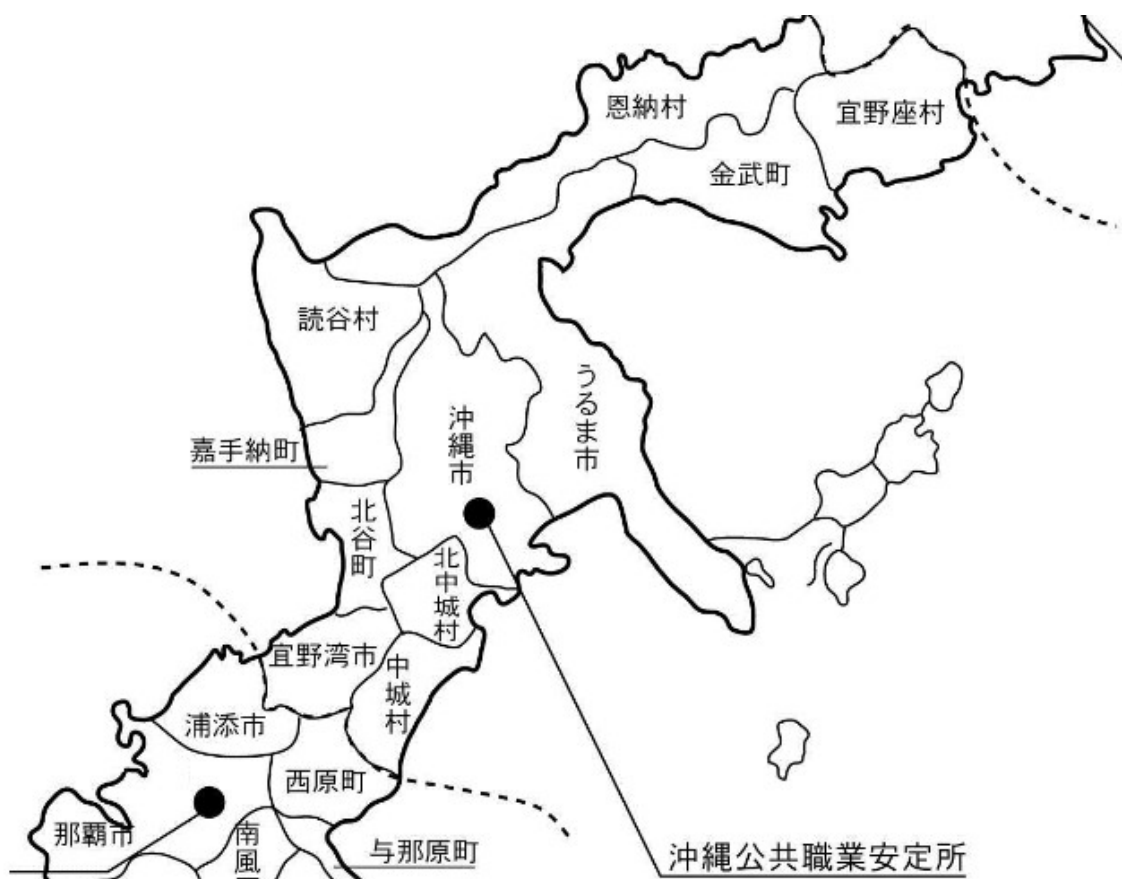 恩納村
宜野座村
金武町
読谷村
うるま市
沖縄市
嘉手納町
北谷町
北中城村
宜野湾市
中城村
浦添市
西原町
那覇市
南風
与那原町
沖縄公共職業安定所